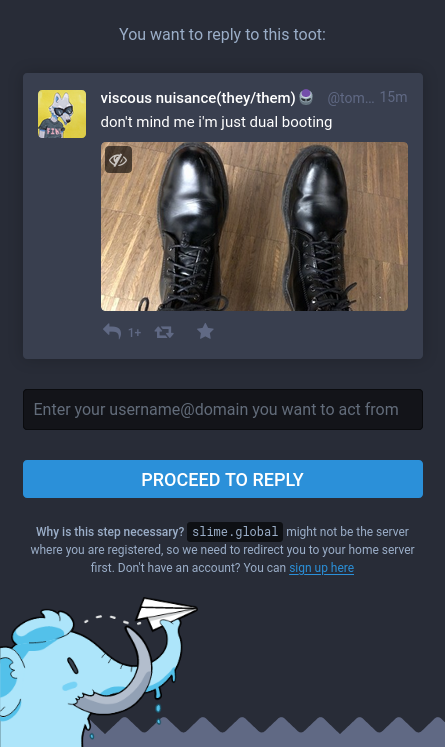 You want to reply to this toot:
viscous nuisance(they/them) @tom… 15m
don't mind me i'm just dual booting
1+
Enter your username@domain you want to act from
PROCEED TO REPLY
Why is this step necessary? slime.global might not be the server
where you are registered, so we need to redirect you to your home server
first. Don't have an account? You can sign up here